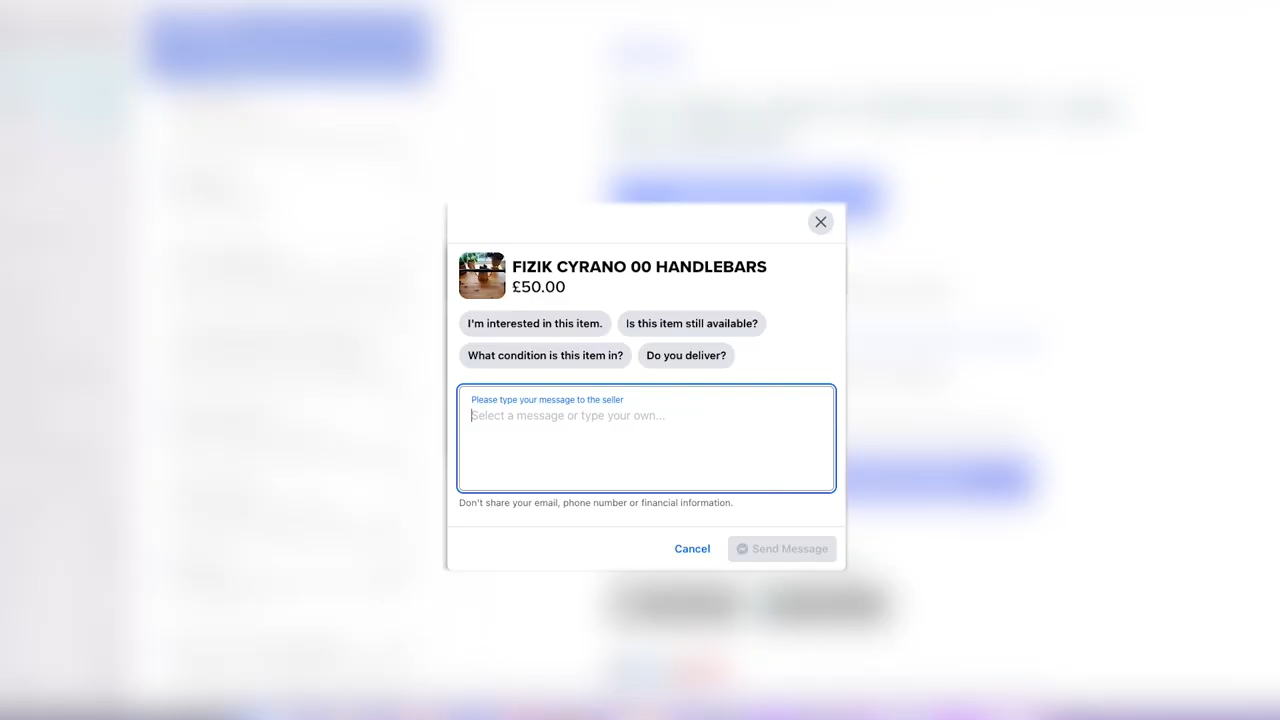 FIZIK CYRANO 00 HANDLEBARS
£50.00
I'm interested in this item.
Is this item still available?
What condition is this item in?
Do you deliver?
Please type your message to the seller
Select a message or type your own...
Don't share your email, phone number or financial information.
Cancel
Send Message